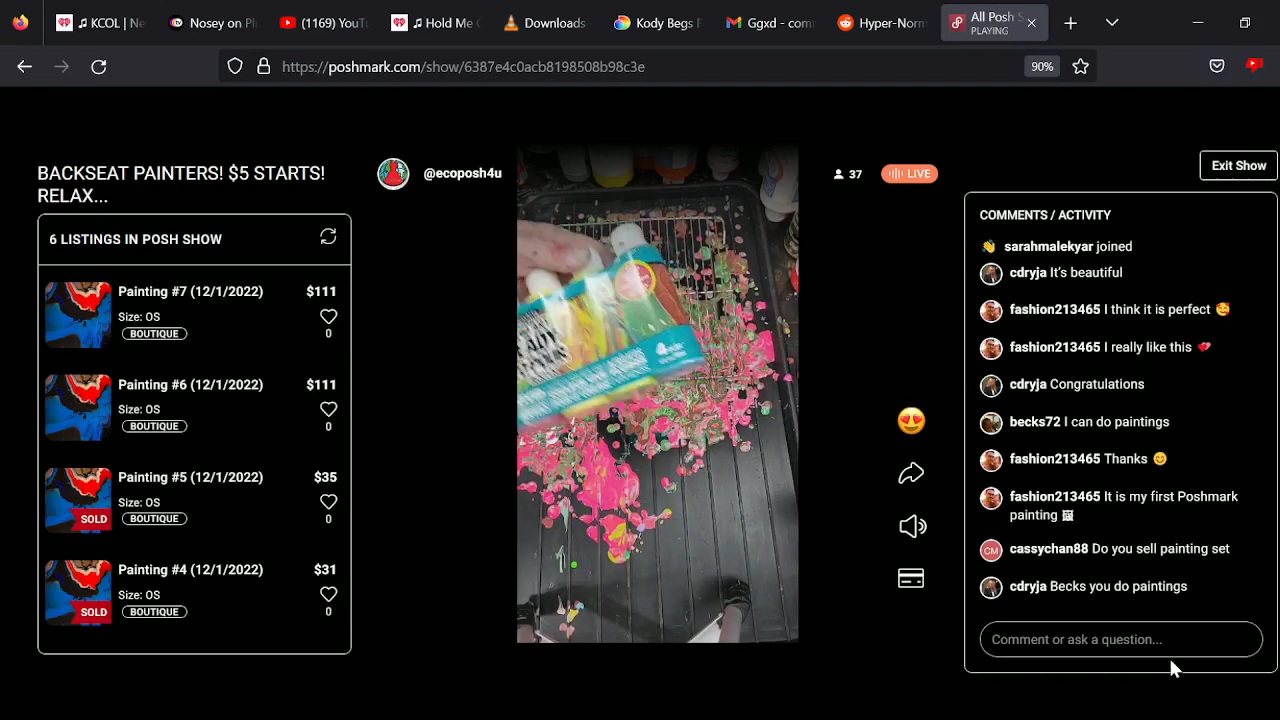 ♫ KCOL | Ne
Nosey on Pl
(1169) YouT
♫ Hold Me C
Downloads
Kody Begs F
Ggxd - com
Hyper-Norm
All Posh S
PLAYING
https://poshmark.com/show/6387e4c0acb8198508b98c3e
90%
BACKSEAT PAINTERS! $5 STARTS!
RELAX...
@ecoposh4u
37
LIVE
Exit Show
6 LISTINGS IN POSH SHOW
Painting #7 (12/1/2022) $111
Size: OS
BOUTIQUE
0
Painting #6 (12/1/2022) $111
Size: OS
BOUTIQUE
0
Painting #5 (12/1/2022) $35
Size: OS
SOLD
BOUTIQUE
0
Painting #4 (12/1/2022) $31
Size: OS
SOLD
BOUTIQUE
0
COMMENTS / ACTIVITY
👋 sarahmalekyar joined
cdryja It's beautiful
fashion213465 I think it is perfect 🥰
fashion213465 I really like this 💕
cdryja Congratulations
becks72 I can do paintings
fashion213465 Thanks 😊
fashion213465 It is my first Poshmark
painting 🖼
CM
cassychan88 Do you sell painting set
cdryja Becks you do paintings
Comment or ask a question...